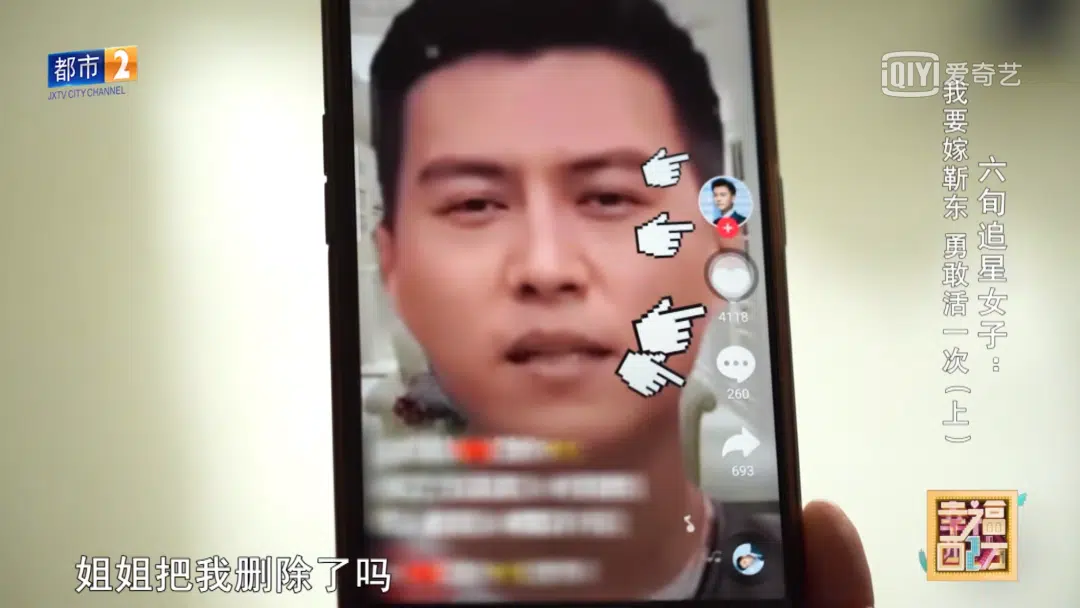 都市2
JXTV CITY CHANNEL
iQIYI 爱奇艺
六旬追星女子：
我要嫁靳东 勇敢活一次（上）
4118
260
693
幸福配方
姐姐把我删除了吗